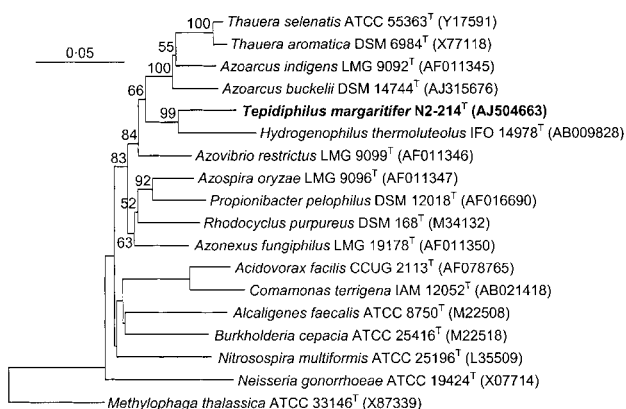 100 Thauera selenatis ATCC 55363T (Y17591)
0·05 55 Thauera aromatica DSM 6984T (X77118)
Azoarcus indigens LMG 9092T (AF011345)
100 Azoarcus buckelii DSM 14744T (AJ315676)
66 99 Tepidiphilus margaritifer N2-214T (AJ504663)
Hydrogenophilus thermoluteolus IFO 14978T (AB009828)
84 Azovibrio restrictus LMG 9099T (AF011346)
83 92 Azospira oryzae LMG 9096T (AF011347)
Propionibacter pelophilus DSM 12018T (AF016690)
52 Rhodocyclus purpureus DSM 168T (M34132)
63 Azonexus fungiphilus LMG 19178T (AF011350)
Acidovorax facilis CCUG 2113T (AF078765)
Comamonas terrigena IAM 12052T (AB021418)
Alcaligenes faecalis ATCC 8750T (M22508)
Burkholderia cepacia ATCC 25416T (M22518)
Nitrosospira multiformis ATCC 25196T (L35509)
Neisseria gonorrhoeae ATCC 19424T (X07714)
Methylophaga thalassica ATCC 33146T (X87339)